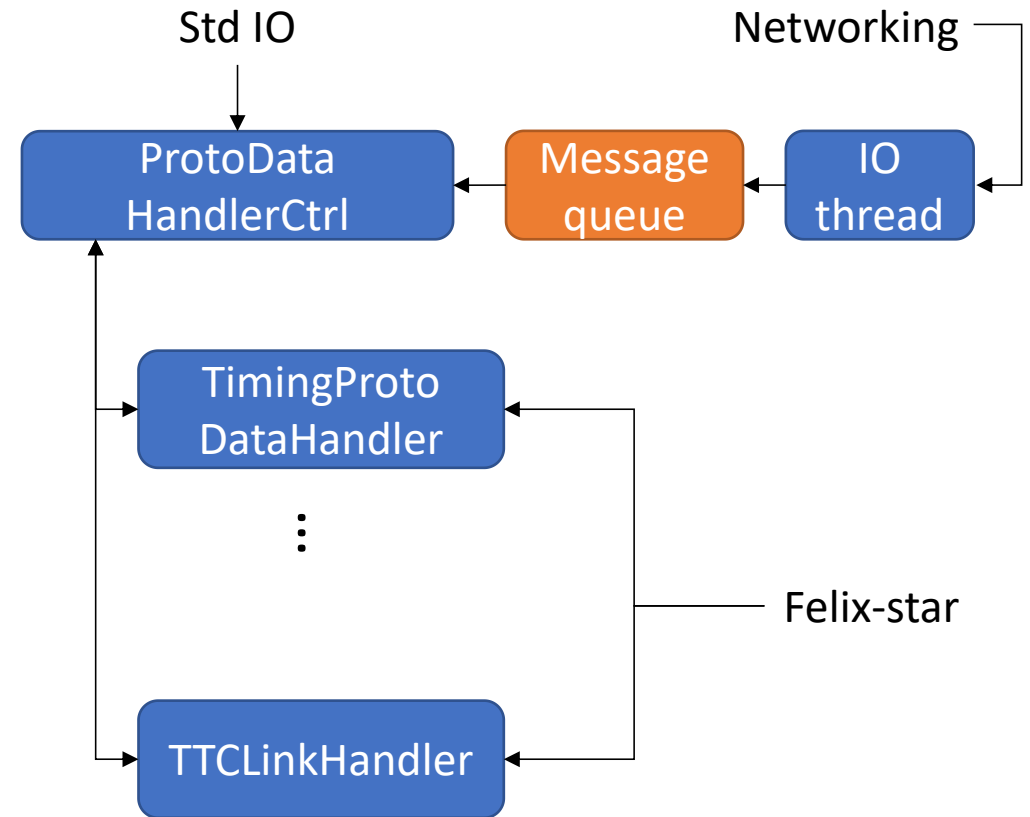 Std IO
Networking
ProtoData
HandlerCtrl
Message
queue
IO
thread
TimingProto
DataHandler
...
Felix-star
TTCLinkHandler